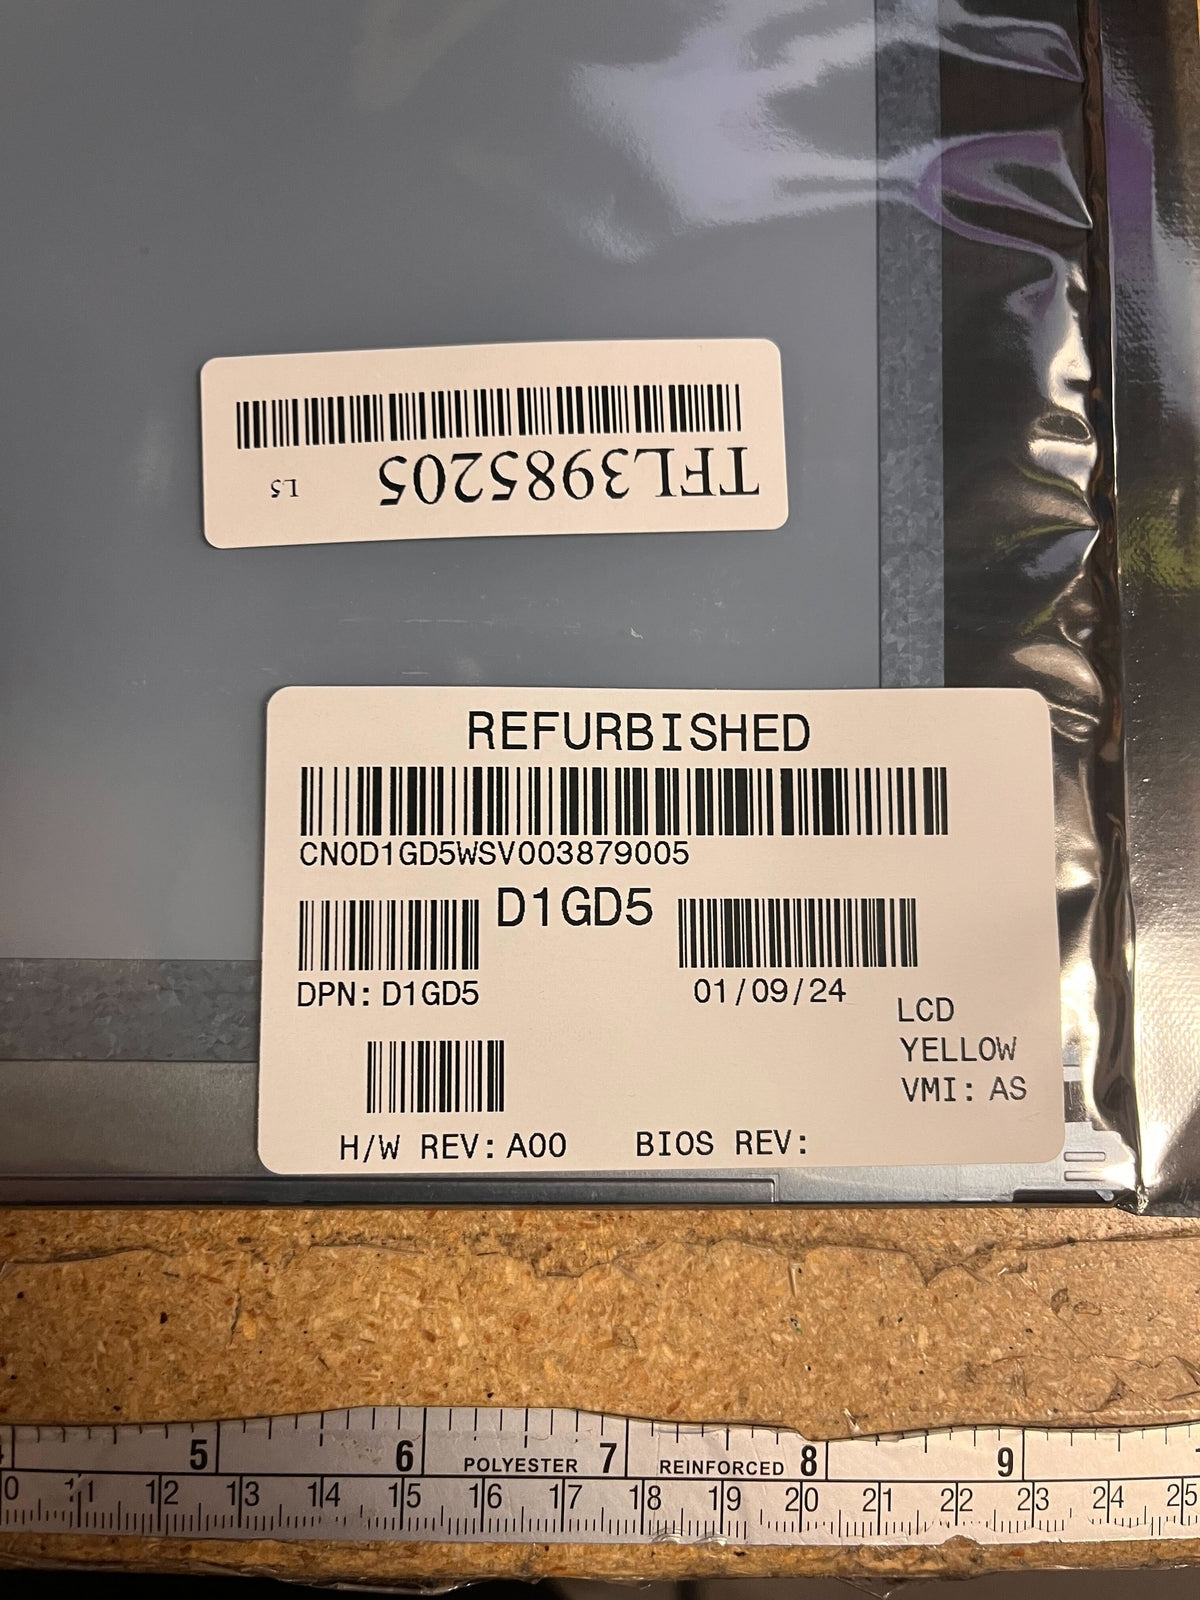 TFL3985205
L5
REFURBISHED
CN0D1GD5WSV003879005
D1GD5
DPN: D1GD5
01/09/24
LCD
YELLOW
VMI: AS
H/W REV: A00 BIOS REV:
5 6 POLYESTER 7 REINFORCED 8 9
0 11 12 13 14 15 16 17 18 19 20 21 22 23 24 25